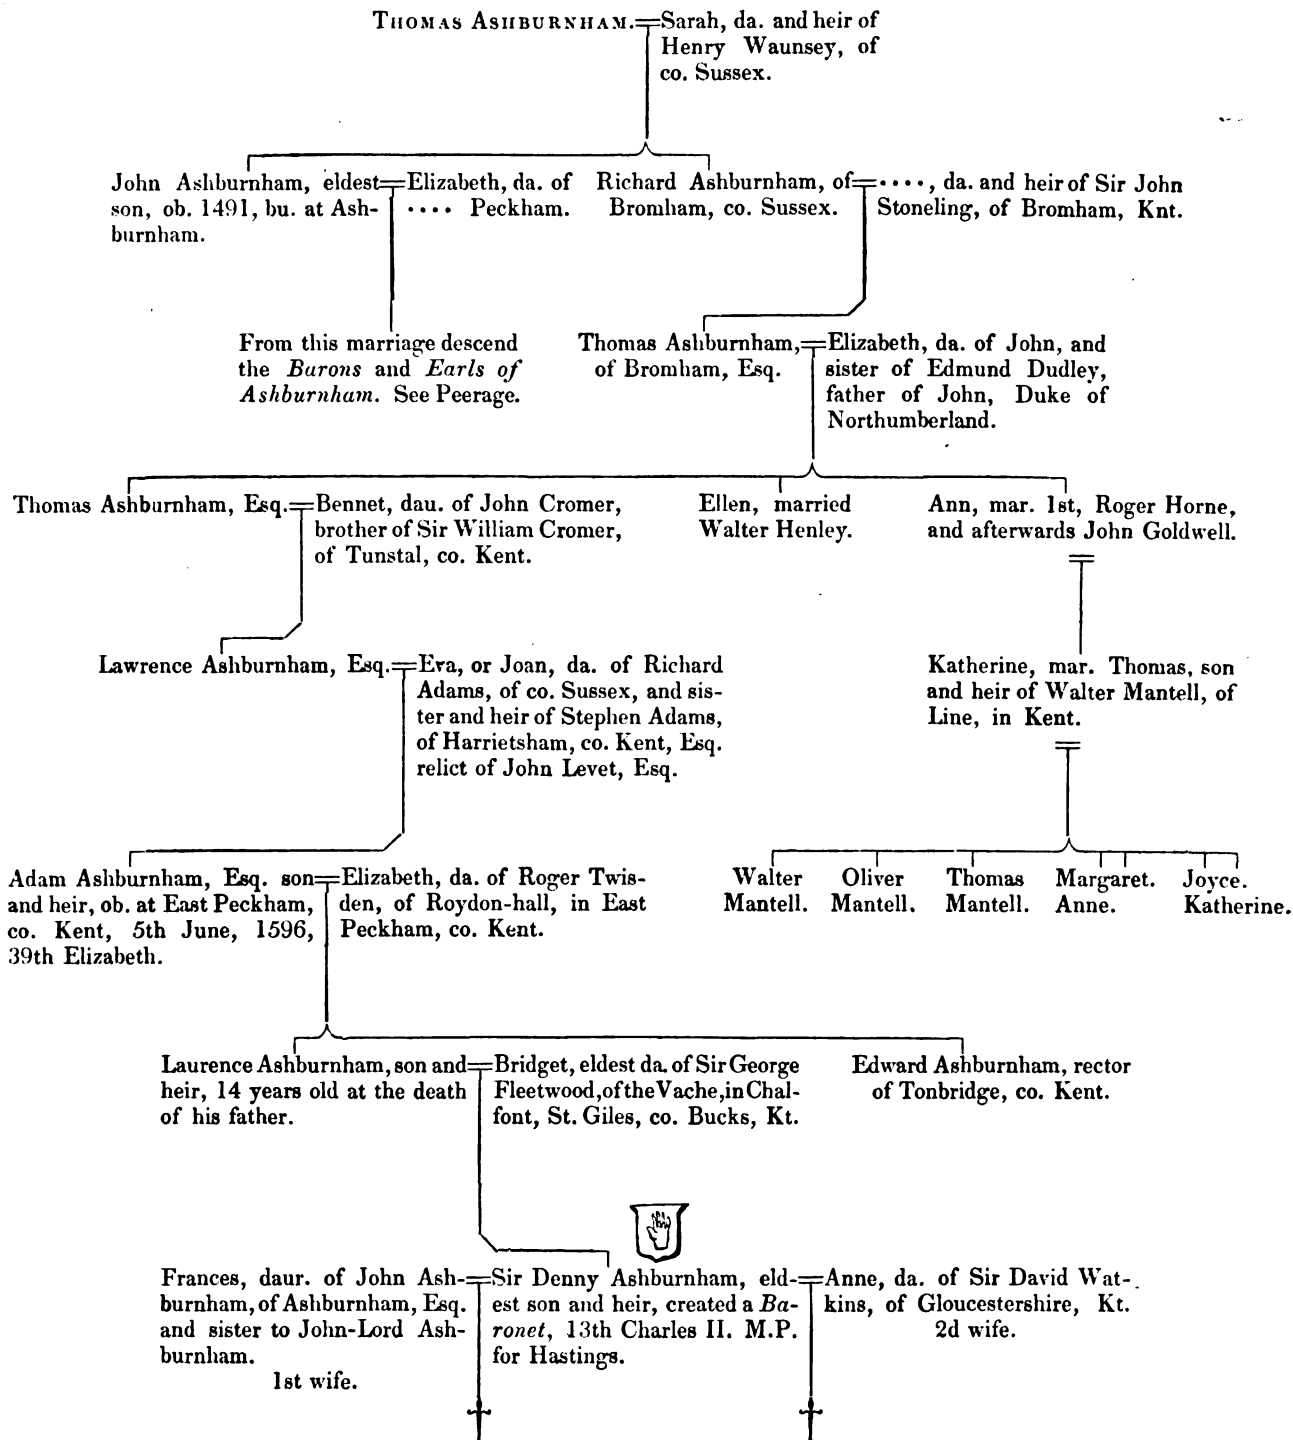 THOMAS ASHBURNHAM.=Sarah, da. and heir of
Henry Waunsey, of
co. Sussex.
John Ashburnham, eldest
son, ob. 1491, bu. at Ash-
burnham.
=Elizabeth, da. of
.... Peckham.
Richard Ashburnham, of
Bromham, co. Sussex.
=...., da. and heir of Sir John
Stoneling, of Bromham, Knt.
From this marriage descend
the Barons and Earls of
Ashburnham. See Peerage.
Thomas Ashburnham,
of Bromham, Esq.
=Elizabeth, da. of John, and
sister of Edmund Dudley,
father of John, Duke of
Northumberland.
Thomas Ashburnham, Esq.
=Bennet, dau. of John Cromer,
brother of Sir William Cromer,
of Tunstal, co. Kent.
Ellen, married
Walter Henley.
Ann, mar. 1st, Roger Horne,
and afterwards John Goldwell.
Lawrence Ashburnham, Esq.
=Eva, or Joan, da. of Richard
Adams, of co. Sussex, and sis-
ter and heir of Stephen Adams,
of Harrietsham, co. Kent, Esq.
relict of John Levet, Esq.
Katherine, mar. Thomas, son
and heir of Walter Mantell, of
Line, in Kent.
Adam Ashburnham, Esq. son
and heir, ob. at East Peckham,
co. Kent, 5th June, 1596,
39th Elizabeth.
=Elizabeth, da. of Roger Twis-
den, of Roydon-hall, in East
Peckham, co. Kent.
Walter
Mantell.
Oliver
Mantell.
Thomas
Mantell.
Margaret.
Anne.
Joyce.
Katherine.
Laurence Ashburnham, son and
heir, 14 years old at the death
of his father.
=Bridget, eldest da. of Sir George
Fleetwood, of the Vache, in Chal-
font, St. Giles, co. Bucks, Kt.
Edward Ashburnham, rector
of Tonbridge, co. Kent.
Frances, daur. of John Ash-
burnham, of Ashburnham, Esq.
and sister to John-Lord Ash-
burnham.
1st wife.
=Sir Denny Ashburnham, eld-
est son and heir, created a Ba-
ronet, 13th Charles II. M.P.
for Hastings.
=Anne, da. of Sir David Wat-
kins, of Gloucestershire, Kt.
2d wife.